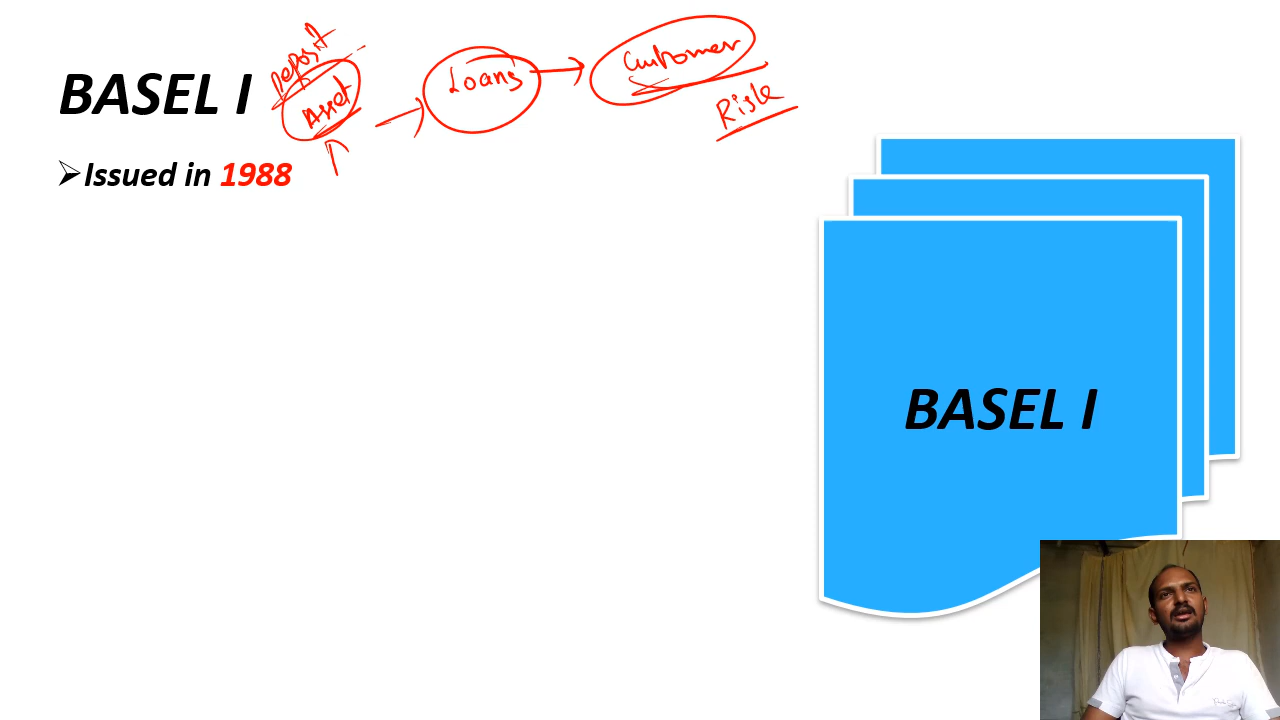 BASEL I
Deposit
Asset
Loans
Customer
Risk
➤Issued in 1988
BASEL I